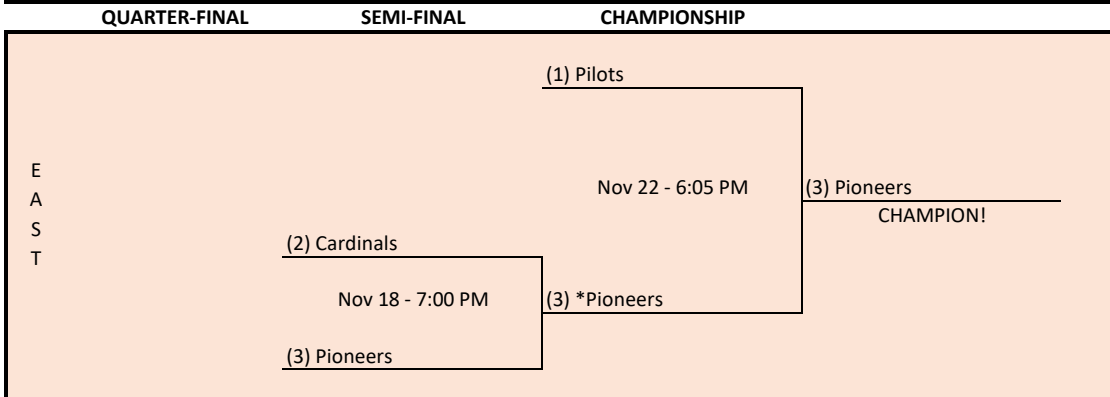 QUARTER-FINAL SEMI-FINAL CHAMPIONSHIP
(1) Pilots
E
A
S
T
Nov 22 - 6:05 PM
(3) Pioneers
CHAMPION!
(2) Cardinals
Nov 18 - 7:00 PM
(3) *Pioneers
(3) Pioneers